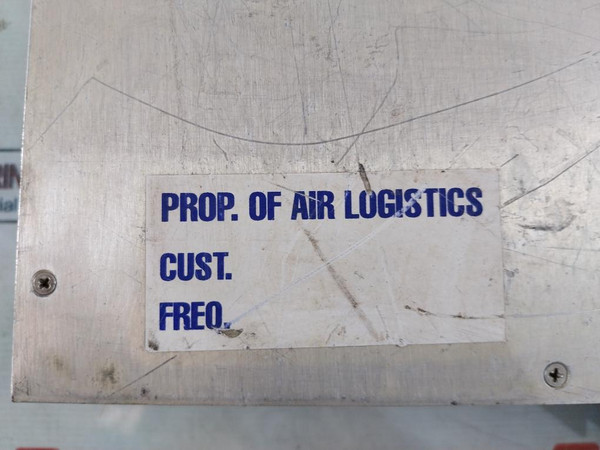 PROP. OF AIR LOGISTICS
CUST.
FREQ.